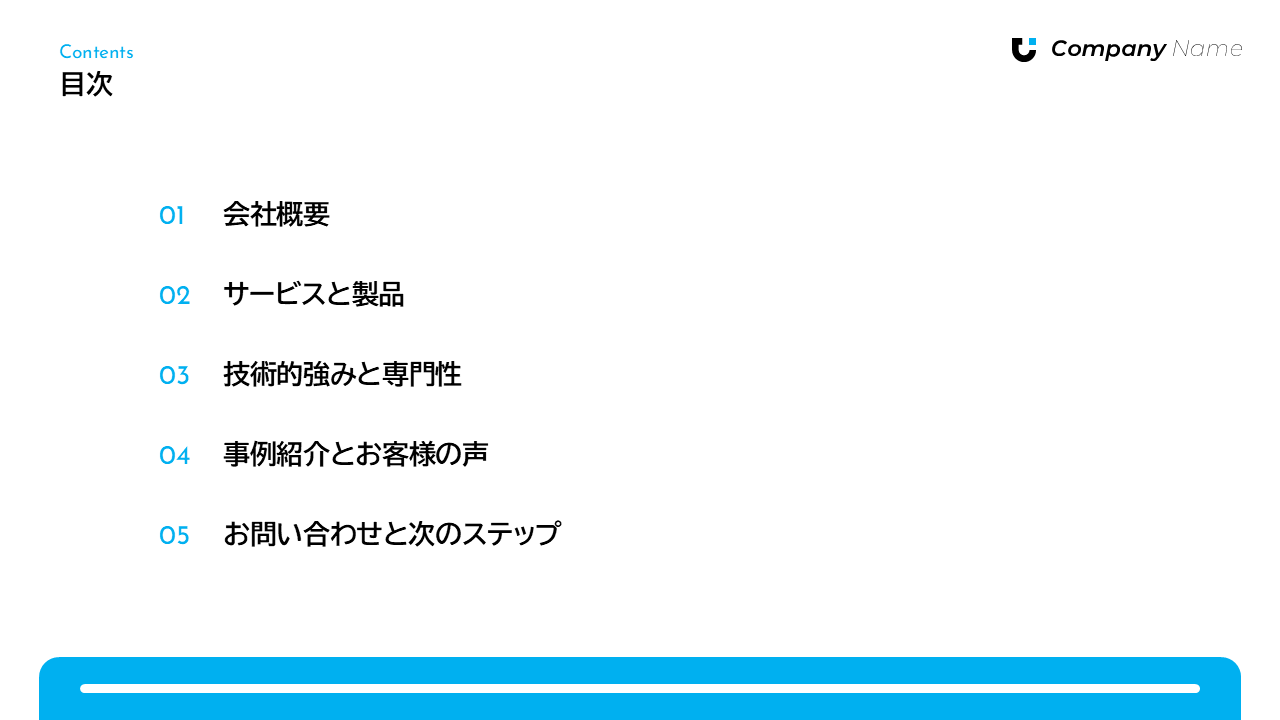 Contents
目次
Company Name
01 会社概要
02 サービスと製品
03 技術的強みと専門性
04 事例紹介とお客様の声
05 お問い合わせと次のステップ